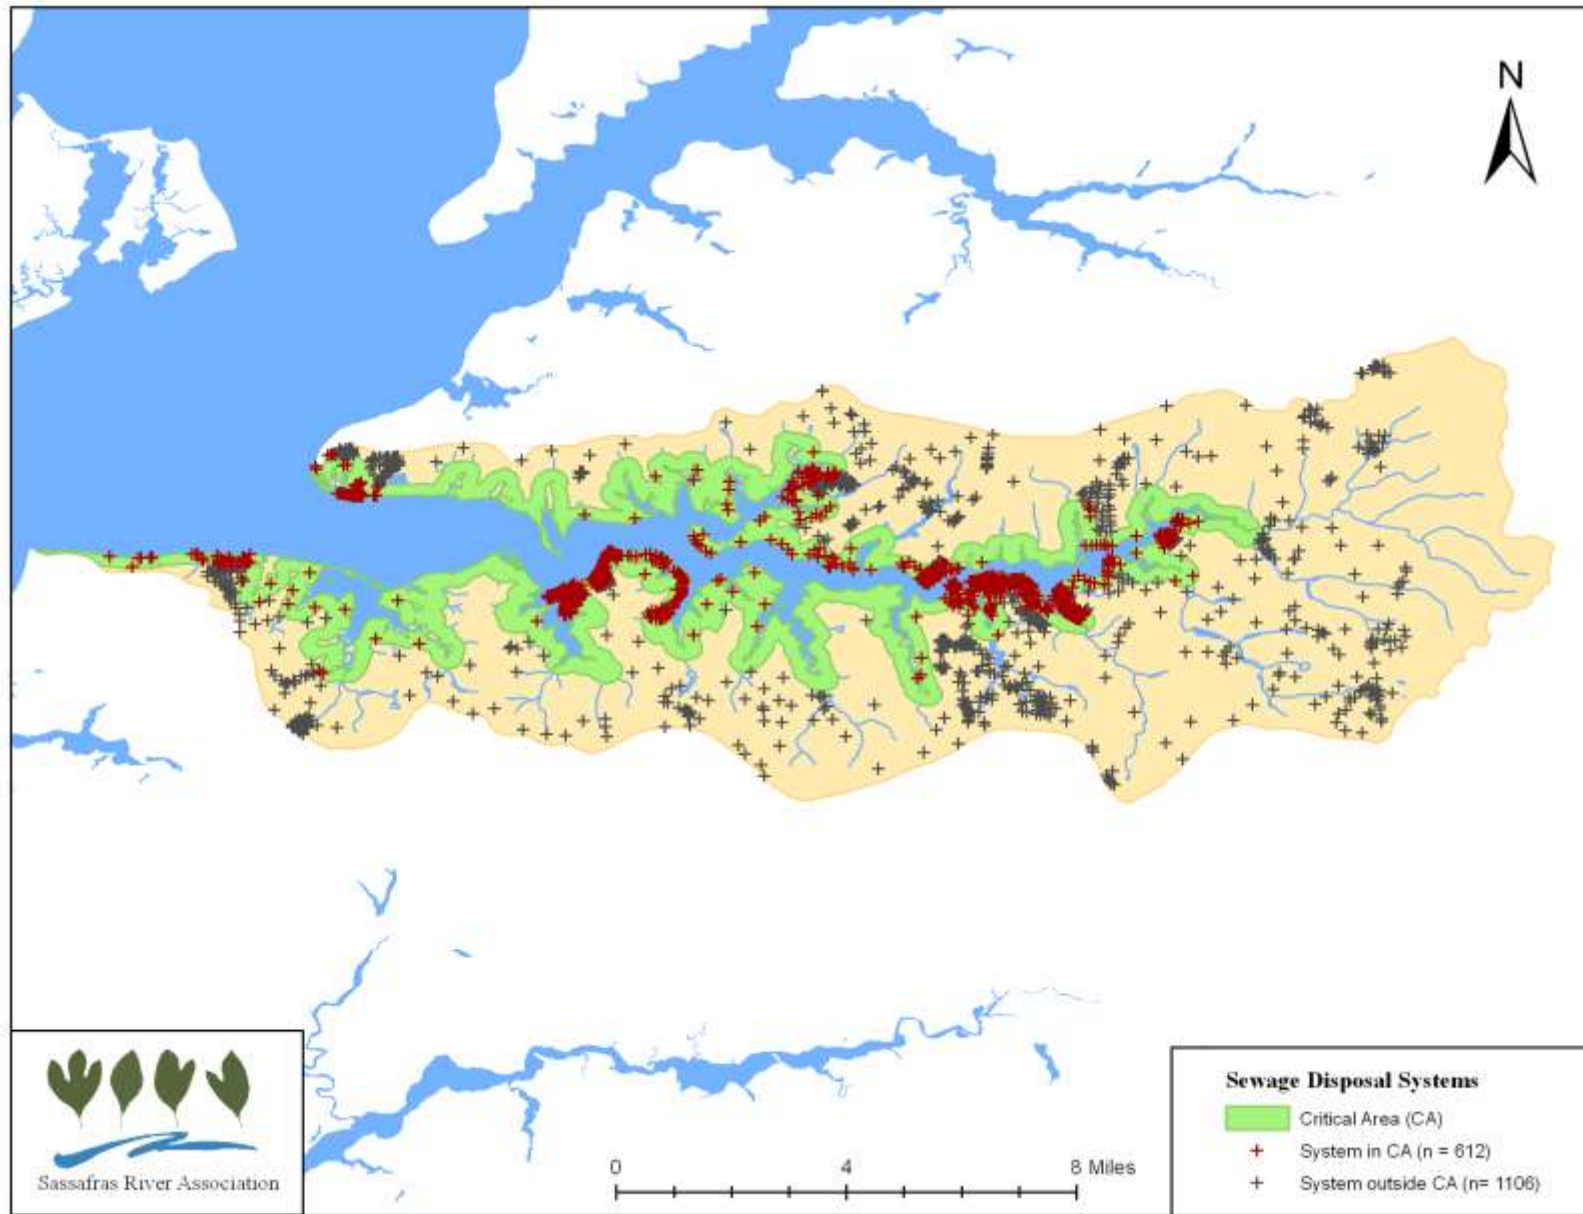 N
0 4 8 Miles
Sassafras River Association
Sewage Disposal Systems
Critical Area (CA)
System in CA (n = 612)
System outside CA (n= 1106)